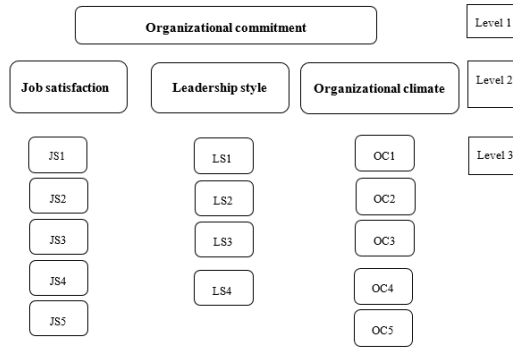 Organizational commitment
Level 1
Job satisfaction
Leadership style
Organizational climate
Level 2
JS1
LS1
OC1
Level 3
JS2
LS2
OC2
JS3
LS3
OC3
JS4
LS4
OC4
JS5
OC5